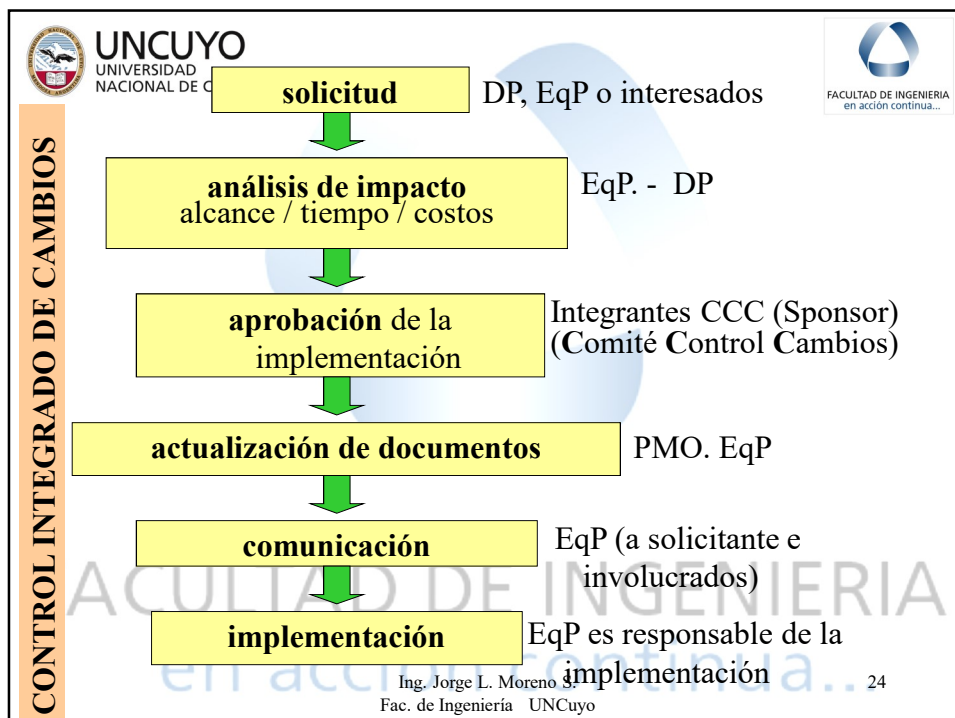 UNCUYO
UNIVERSIDAD
NACIONAL DE C
FACULTAD DE INGENIERIA
en acción continua...
CONTROL INTEGRADO DE CAMBIOS
solicitud
DP, EqP o interesados
análisis de impacto
alcance / tiempo / costos
EqP. - DP
aprobación de la
implementación
Integrantes CCC (Sponsor)
(Comité Control Cambios)
actualización de documentos
PMO. EqP
comunicación
EqP (a solicitante e
involucrados)
ACULTAD DE INGENIERIA
implementación
EqP es responsable de la
implementación
en acción continua...
Ing. Jorge L. Moreno S.
Fac. de Ingeniería UNCuyo
24